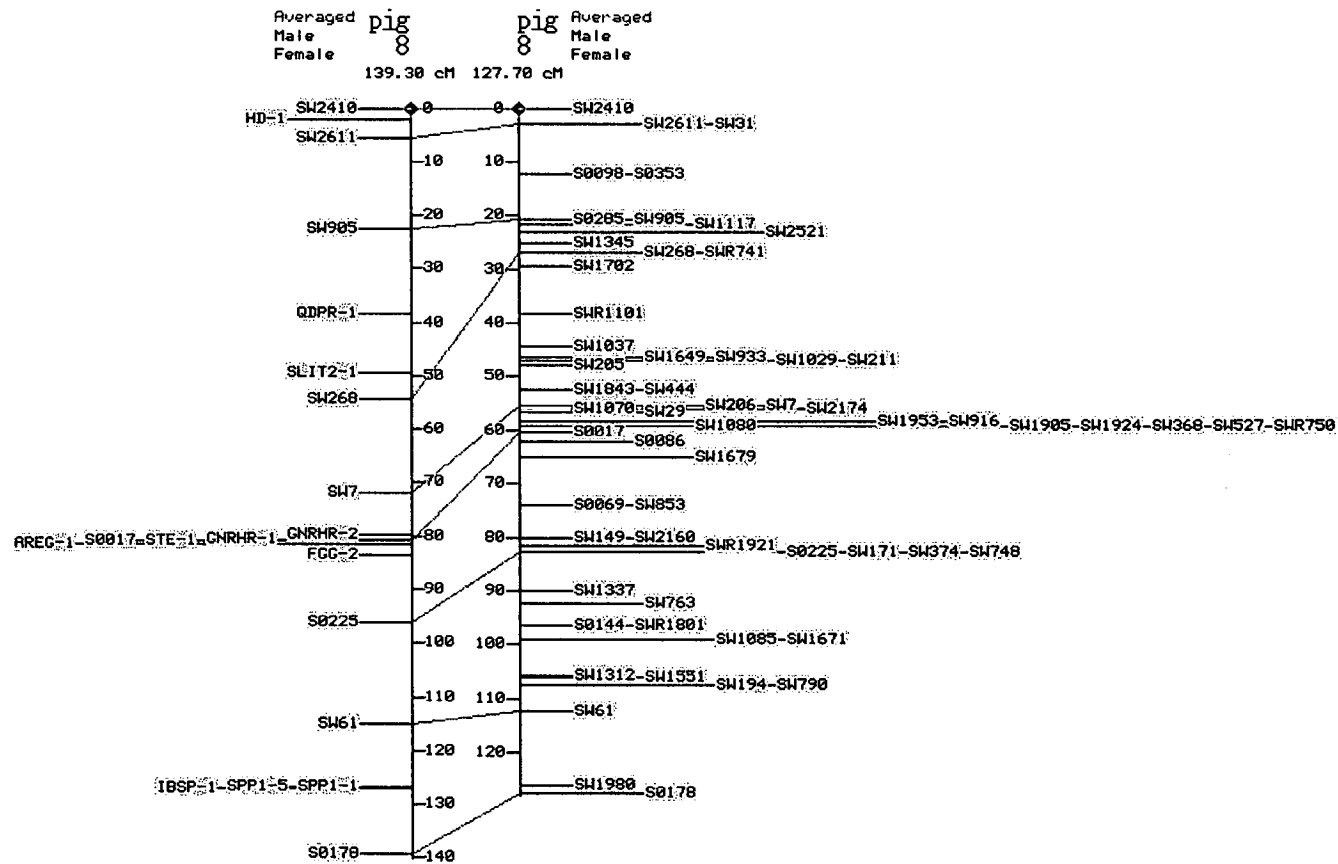 Averaged pig pig Averaged
Male 8 8 Male
Female Female
139.30 cM 127.70 cM
SW2410 0 0 SW2410
HD-1
SW2611 SW2611-SW31
10 10
S0098-S0353
20 20
SW905 S0285-SW905 SW1117
SW2521
SW1345
SW268-SWR741
30 30 SW1702
QDPR-1 SWR1101
40 40
SW1037
SW1649-SW933-SW1029-SW211
SLIT2-1 SW205
50 50
SW268 SW1843-SW444
SW1070 SW29 SW206-SW7-SW2174
SW1953-SW916
60 60 S0017 SW1080 SW1905-SW1924-SW368-SW527-SWR750
S0086
SW1679
70 70
SW7
S0069-SW853
80 80 SW149-SW2160
AREG-1-S0017-STE-1-GNRHR-1-GNRHR-2
SWR1921
FGG-2 S0225-SW171-SW374-SW748
90 90 SW1337
SW763
S0225 S0144-SWR1801
100 100 SW1085-SW1671
SW1312-SW1551
SW194-SW790
110 110
SW61 SW61
120 120
IBSP-1-SPP1-5-SPP1-1 SW1980
S0178
130
S0178
140